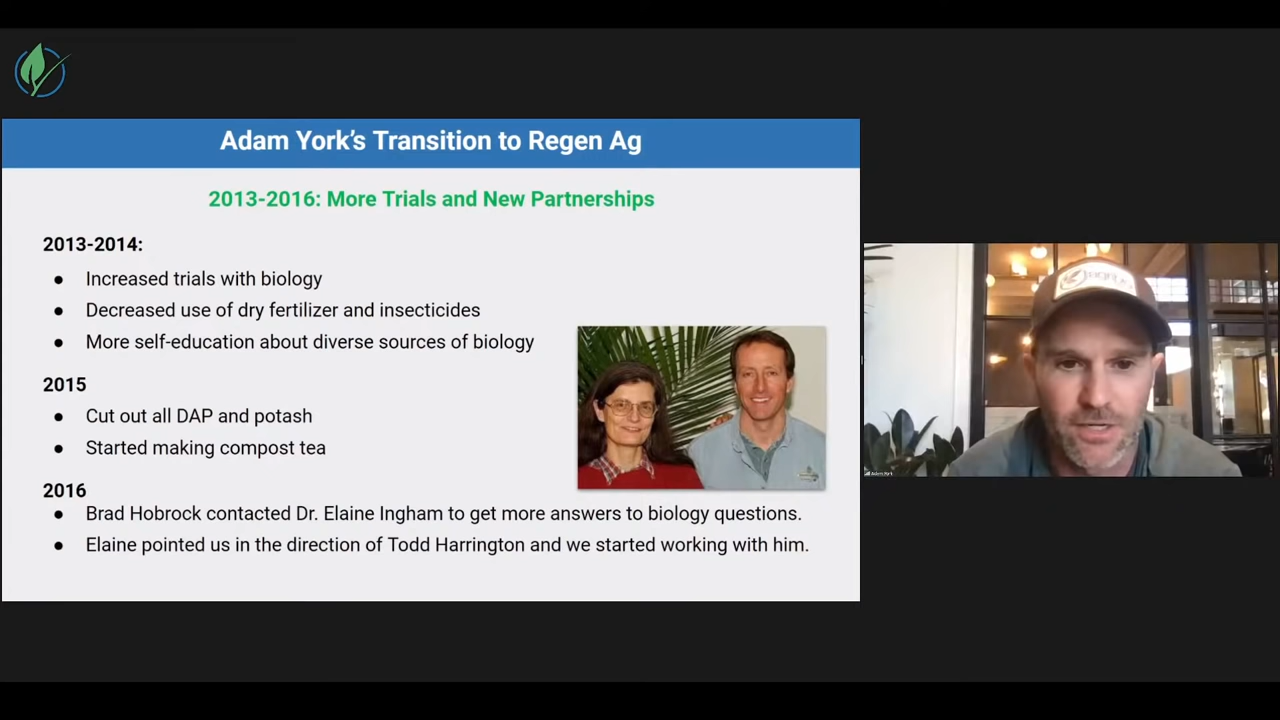 Adam York's Transition to Regen Ag
2013-2016: More Trials and New Partnerships
2013-2014:
● Increased trials with biology
● Decreased use of dry fertilizer and insecticides
● More self-education about diverse sources of biology
2015
● Cut out all DAP and potash
● Started making compost tea
2016
● Brad Hobrock contacted Dr. Elaine Ingham to get more answers to biology questions.
● Elaine pointed us in the direction of Todd Harrington and we started working with him.
Adam York